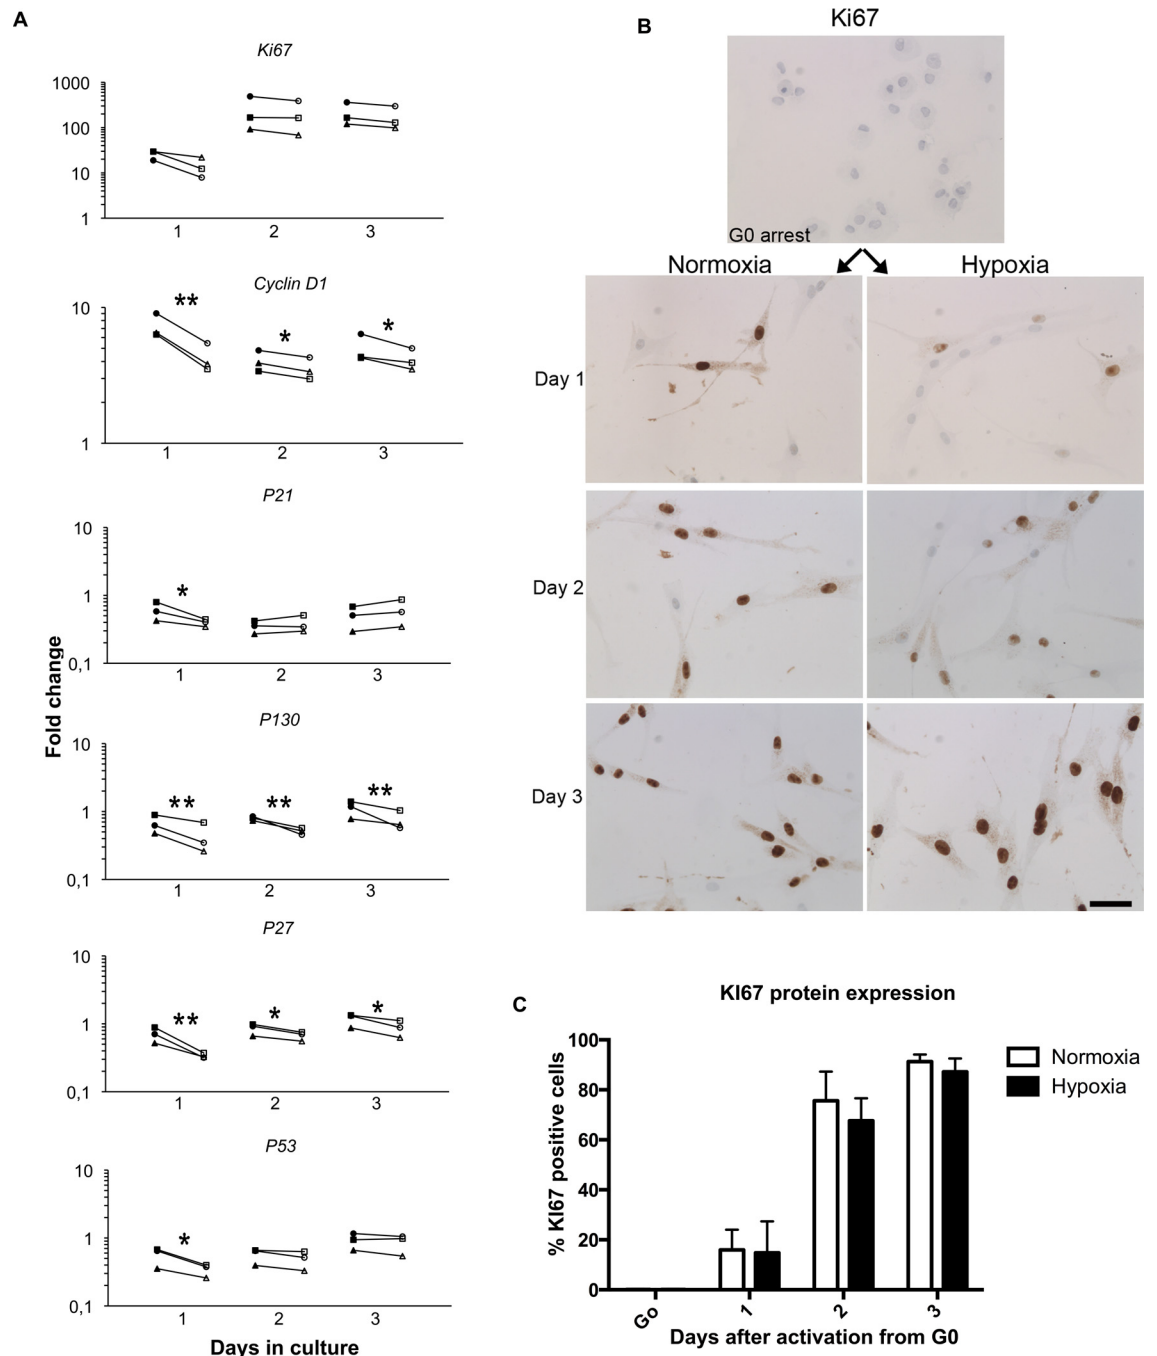 A
Ki67
1000
100
10
1
1
2
3
Cyclin D1
10
1
**
*
*
1
2
3
P21
10
1
0,1
*
1
2
3
P130
10
1
0,1
**
**
**
1
2
3
P27
10
1
0,1
**
*
*
1
2
3
P53
10
1
0,1
*
1
2
3
Fold change
Days in culture
B
Ki67
G0 arrest
Normoxia
Hypoxia
Day 1
Day 2
Day 3
C
KI67 protein expression
% KI67 positive cells
100
80
60
40
20
0
Go
1
2
3
Days after activation from G0
Normoxia
Hypoxia